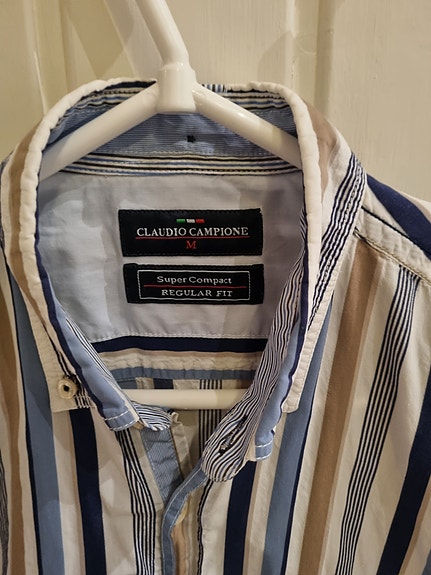 CLAUDIO CAMPIONE
M
Super Compact
REGULAR FIT